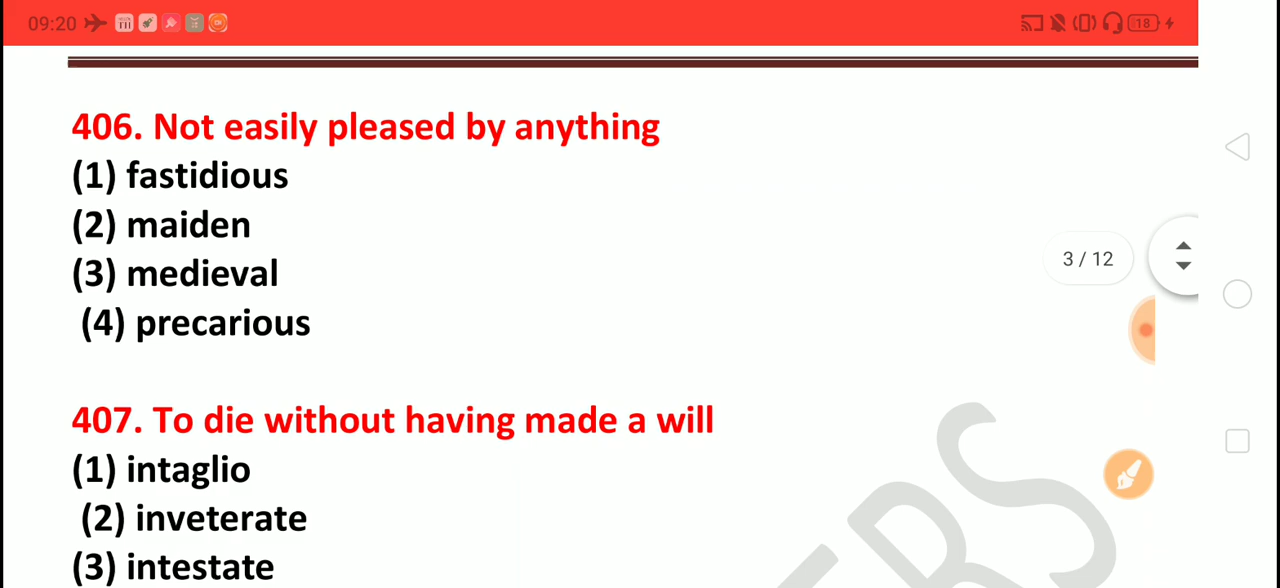 09:20
18
406. Not easily pleased by anything
(1) fastidious
(2) maiden
(3) medieval
(4) precarious
3 / 12
407. To die without having made a will
(1) intaglio
(2) inveterate
(3) intestate